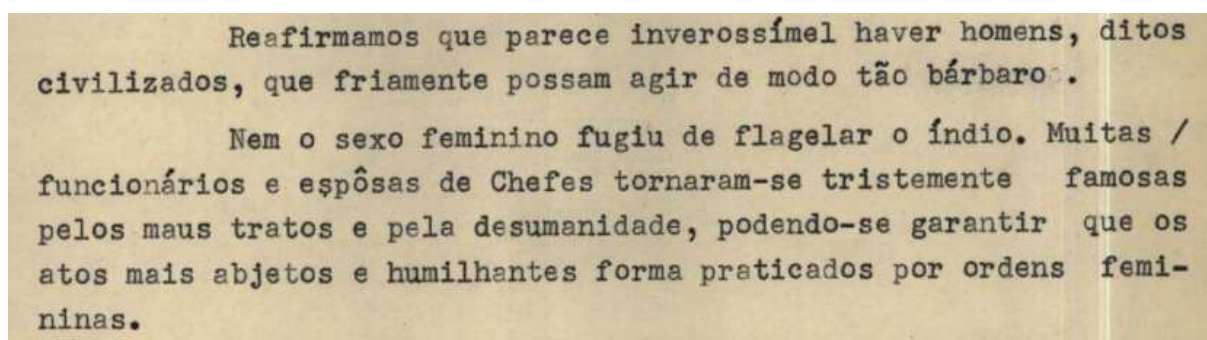 Reafirmamos que parece inverossímel haver homens, ditos
civilizados, que friamente possam agir de modo tão bárbaro .
Nem o sexo feminino fugiu de flagelar o índio. Muitas /
funcionários e espôsas de Chefes tornaram-se tristemente famosas
pelos maus tratos e pela desumanidade, podendo-se garantir que os
atos mais abjetos e humilhantes forma praticados por ordens femi-
ninas.